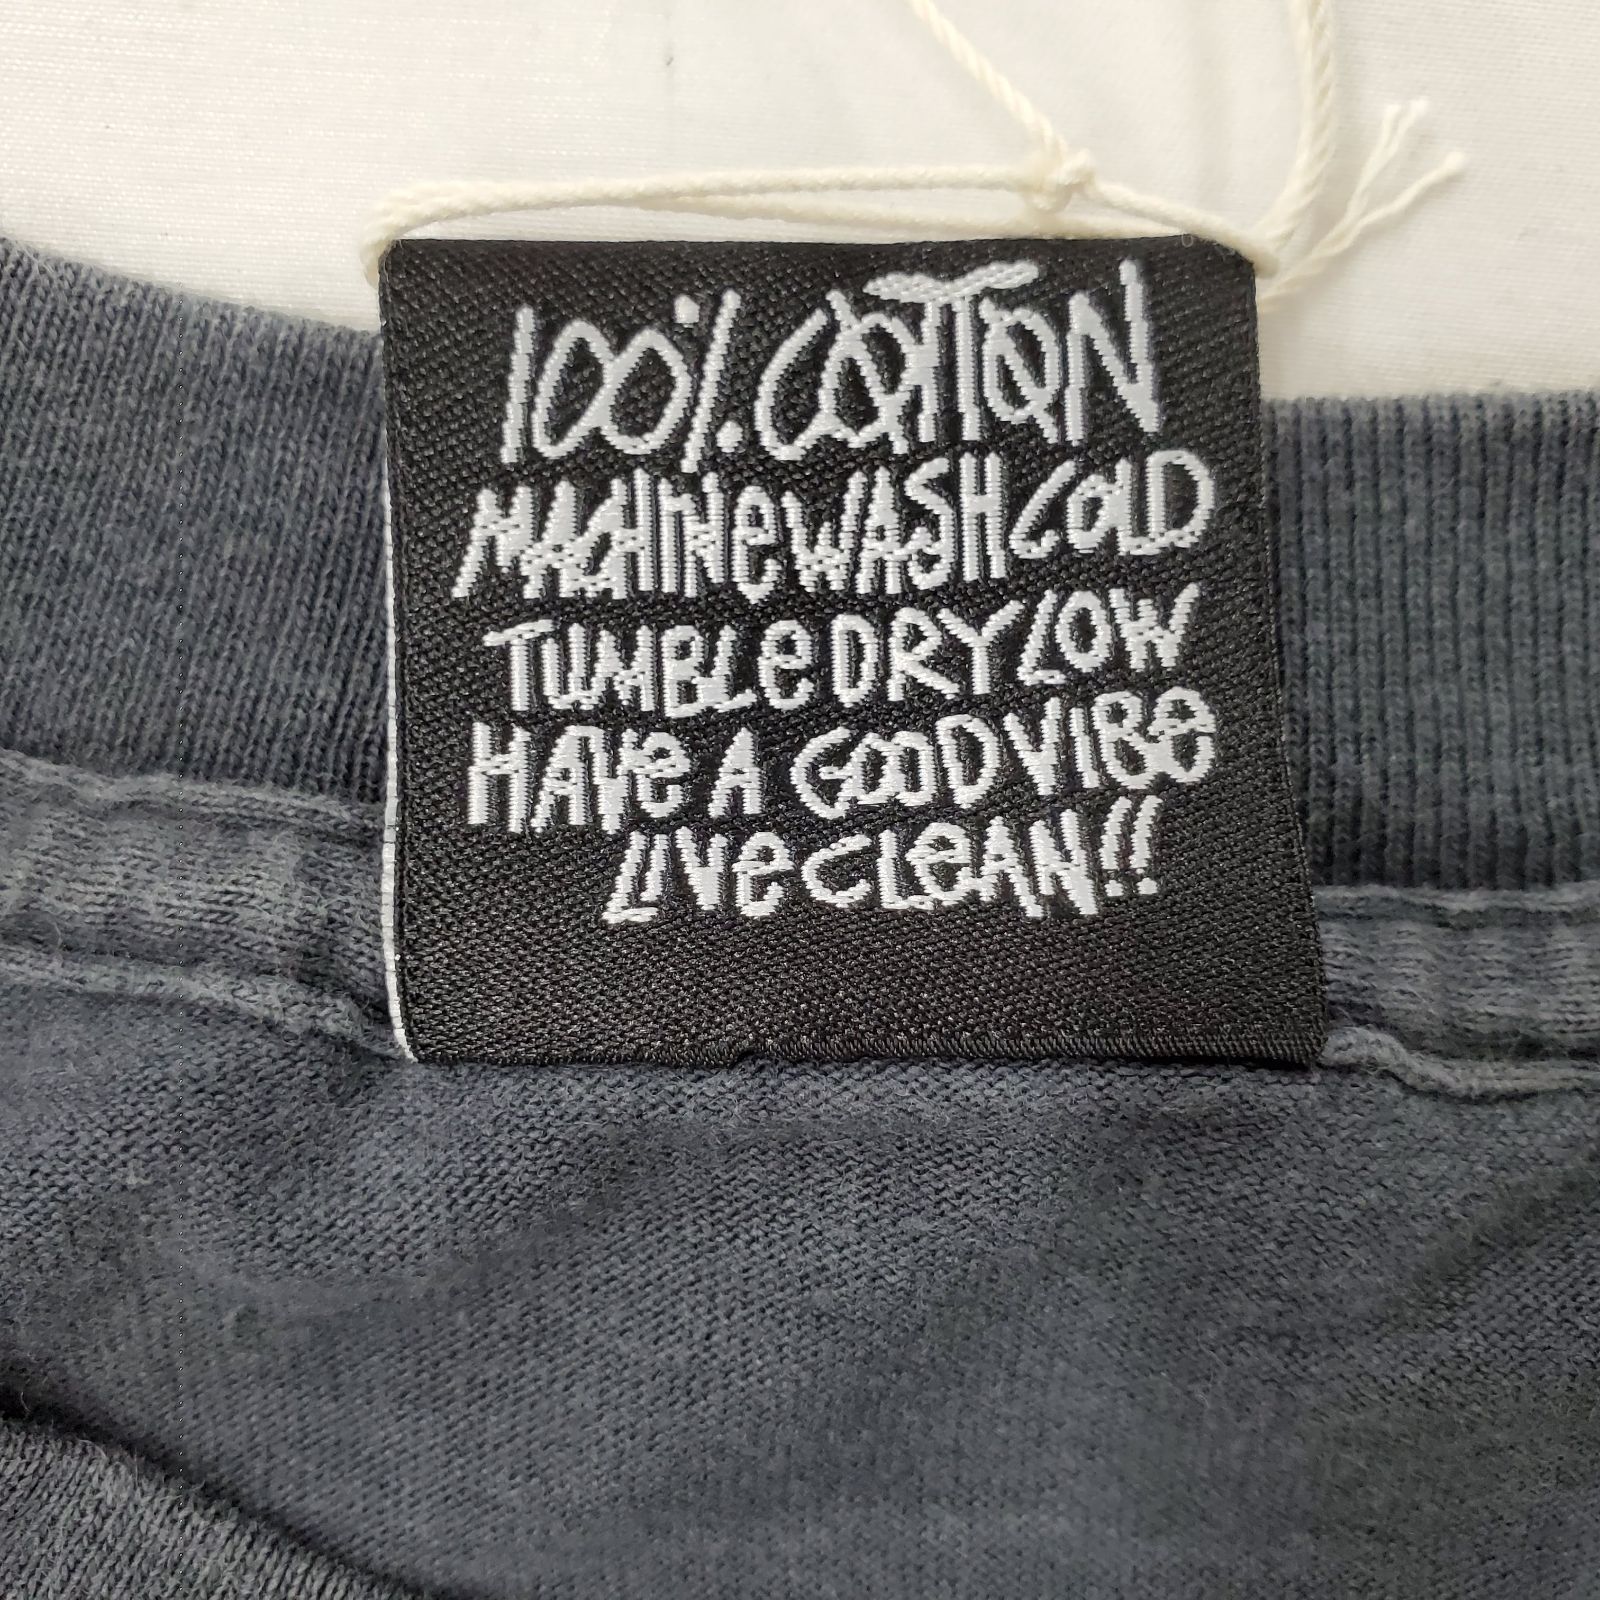 100% COTTON
MACHINe WASH COLD
TUMBLe DRY LOW
HAVe A GOOD VIBe
LIVe CLeAN!!